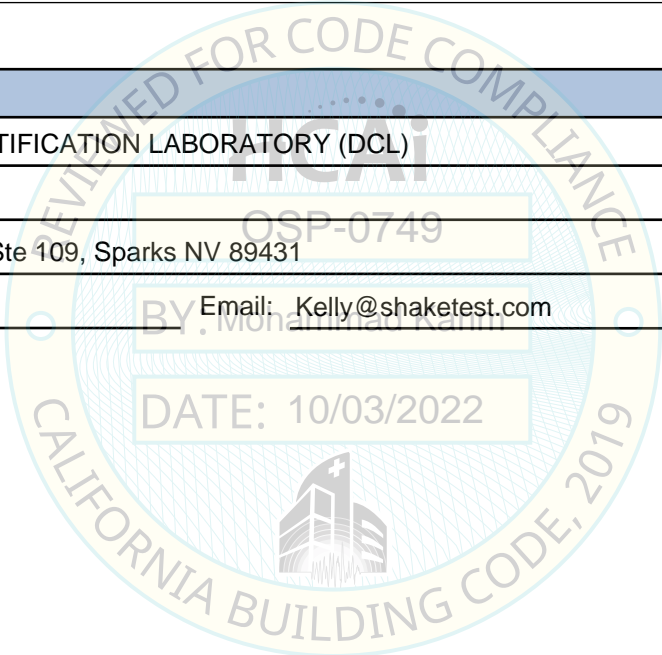 REVIEWED FOR CODE COMPLIANCE
HCAi
TIFICATION LABORATORY (DCL)
OSP-0749
Ste 109, Sparks NV 89431
Email: Kelly@shaketest.com
BY: Mohammad Karim
DATE: 10/03/2022
CALIFORNIA BUILDING CODE, 2019